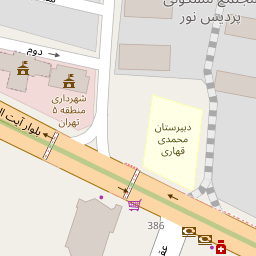 مجتمع مسکونی
پردیس نور
دوم
شهرداری
منطقه ۵
تهران
دبیرستان
محمدی
قهاری
بلوار آیت ال
386